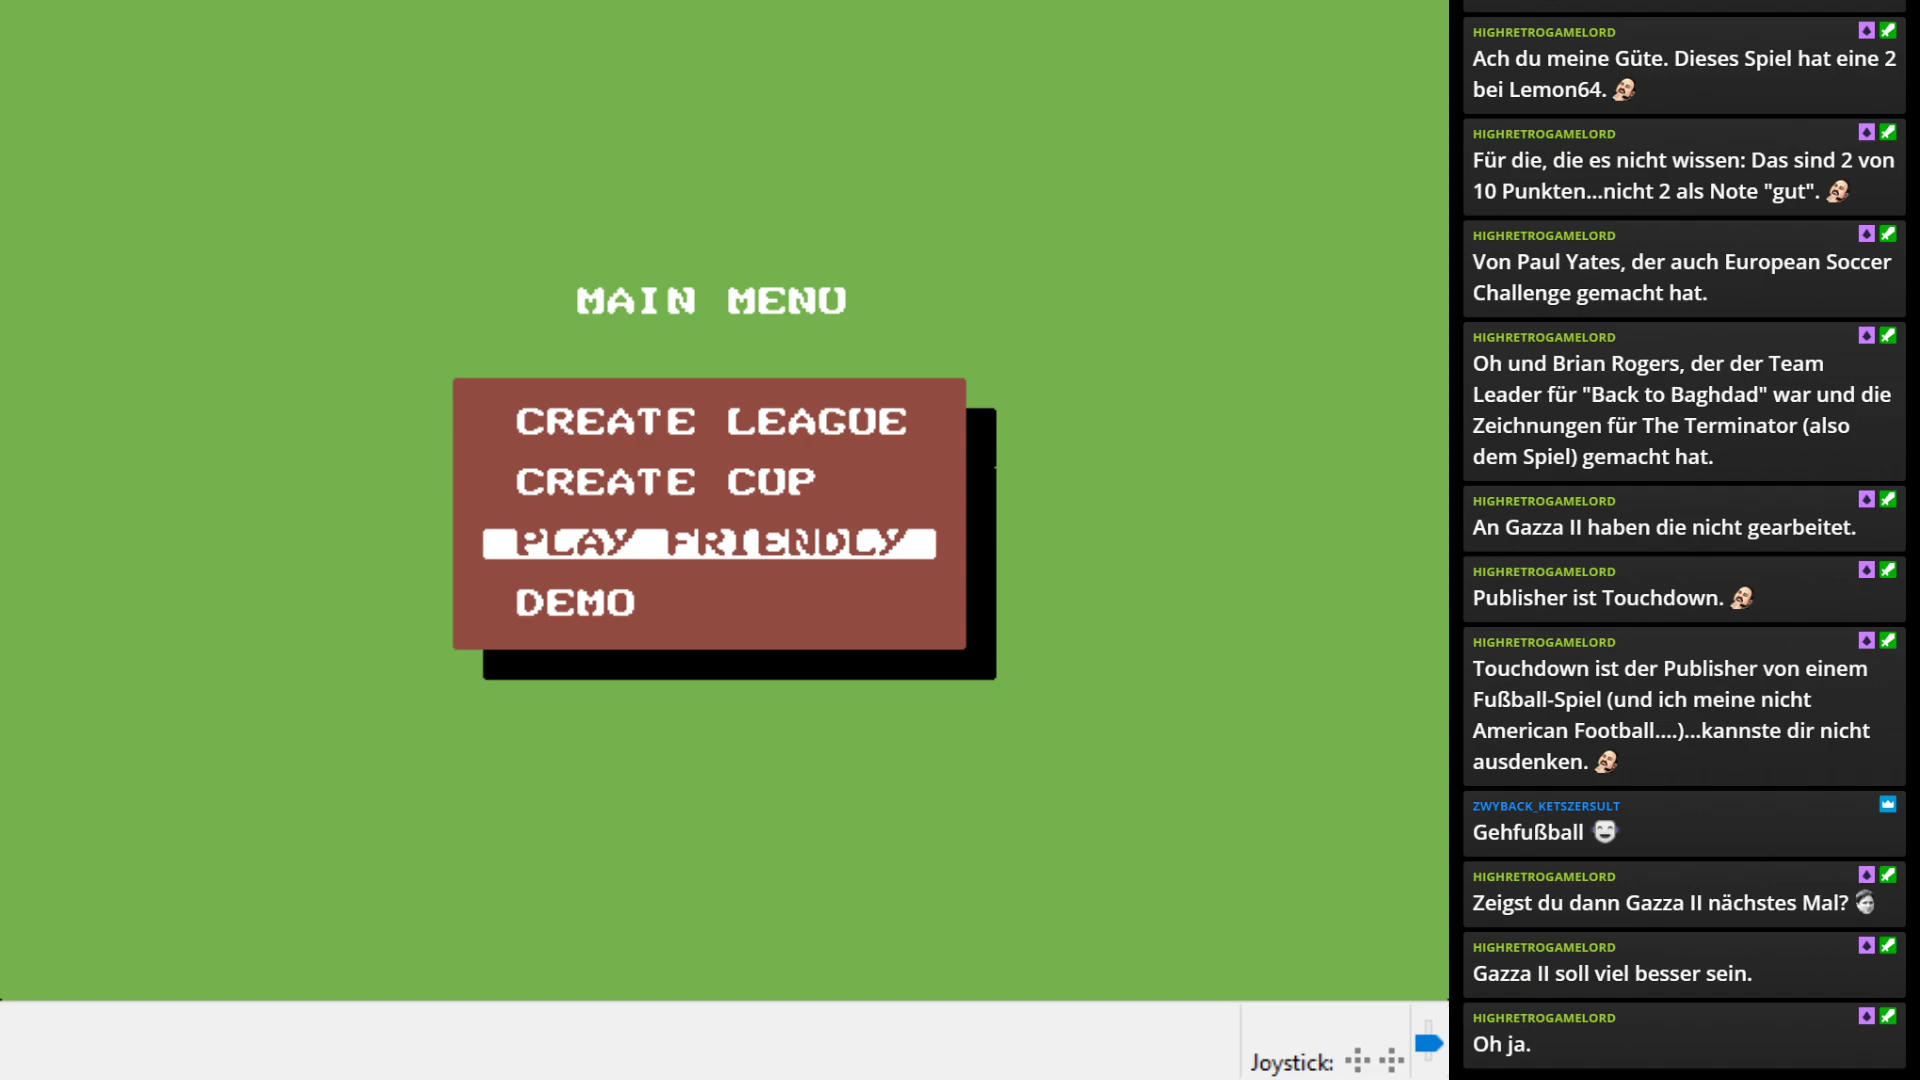 MAIN MENU
CREATE LEAGUE
CREATE CUP
PLAY FRIENDLY
DEMO
Joystick:
HIGHRETROGAMELORD
Ach du meine Güte. Dieses Spiel hat eine 2
bei Lemon64.
HIGHRETROGAMELORD
Für die, die es nicht wissen: Das sind 2 von
10 Punkten...nicht 2 als Note "gut".
HIGHRETROGAMELORD
Von Paul Yates, der auch European Soccer
Challenge gemacht hat.
HIGHRETROGAMELORD
Oh und Brian Rogers, der der Team
Leader für "Back to Baghdad" war und die
Zeichnungen für The Terminator (also
dem Spiel) gemacht hat.
HIGHRETROGAMELORD
An Gazza II haben die nicht gearbeitet.
HIGHRETROGAMELORD
Publisher ist Touchdown.
HIGHRETROGAMELORD
Touchdown ist der Publisher von einem
Fußball-Spiel (und ich meine nicht
American Football....)...kannste dir nicht
ausdenken.
ZWYBACK_KETSZERSULT
Gehfußball
HIGHRETROGAMELORD
Zeigst du dann Gazza II nächstes Mal?
HIGHRETROGAMELORD
Gazza II soll viel besser sein.
HIGHRETROGAMELORD
Oh ja.